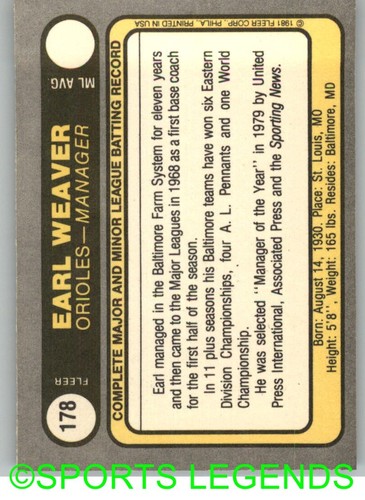 178
FLEER
ML AVG
EARL WEAVER
ORIOLES—MANAGER
COMPLETE MAJOR AND MINOR LEAGUE BATTING RECORD
Earl managed in the Baltimore Farm System for eleven years
and then came to the Major Leagues in 1968 as a first base coach
for the first half of the season.
In 11 plus seasons his Baltimore teams have won six Eastern
Division Championships, four A. L. Pennants and one World
Championship.
He was selected "Manager of the Year" in 1979 by United
Press International, Associated Press and the Sporting News.
Born: August 14, 1930, Place: St. Louis, MO
Height: 5'8", Weight: 165 lbs. Resides: Baltimore, MD
©1981 FLEER CORP., PHILA., PRINTED IN USA
©SPORTS LEGENDS